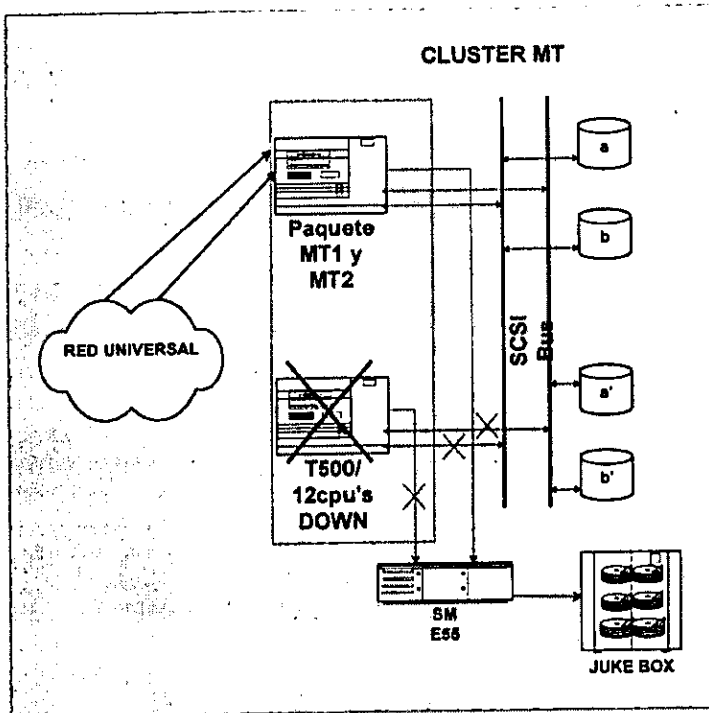 CLUSTER MT
a
Paquete
MT1 y
MT2
b
RED UNIVERSAL
SCSI
Bus
a'
T500/
12cpu's
DOWN
b'
SM
E55
JUKE BOX